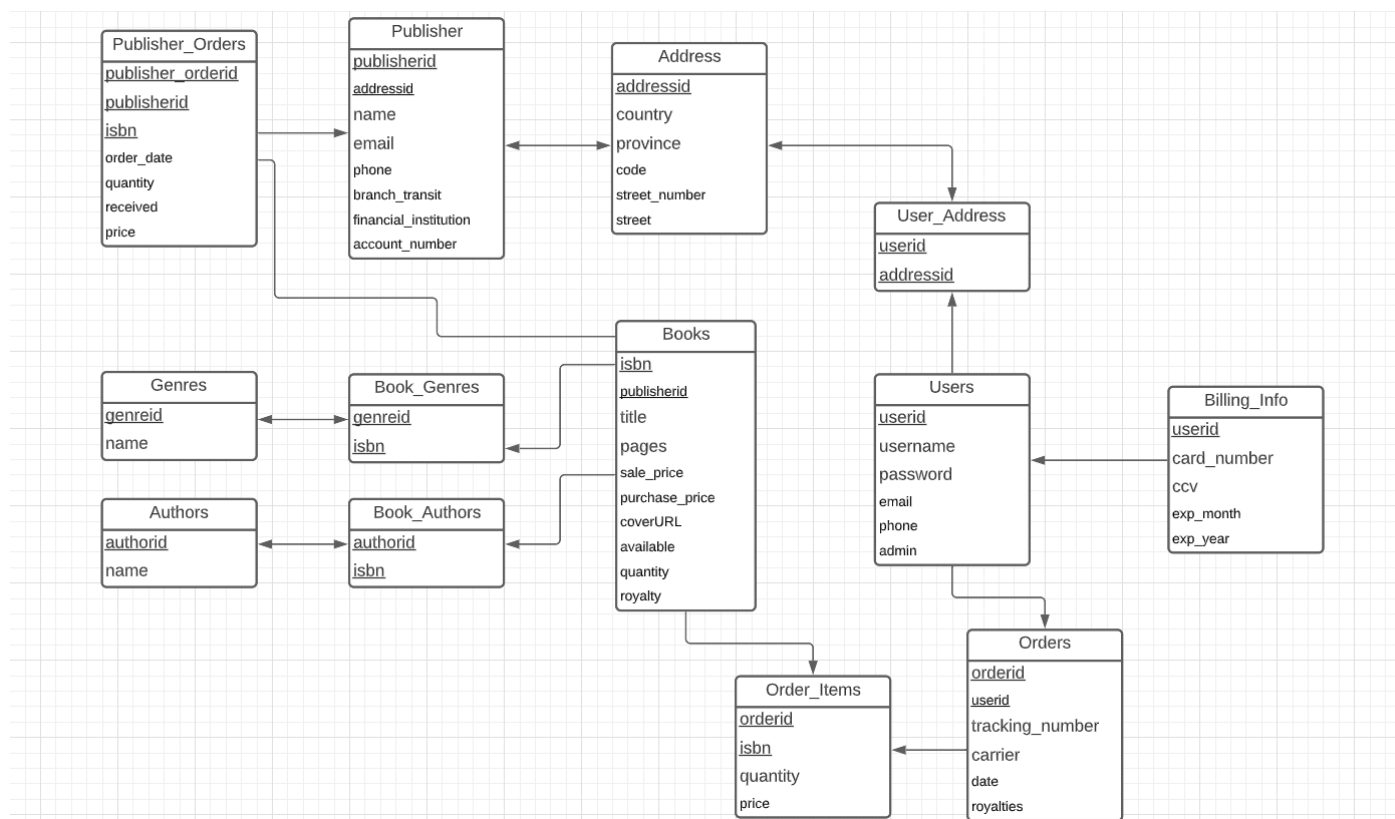 Publisher_Orders
publisher_orderid
publisherid
isbn
order_date
quantity
received
price
Publisher
publisherid
addressid
name
email
phone
branch_transit
financial_institution
account_number
Address
addressid
country
province
code
street_number
street
User_Address
userid
addressid
Genres
genreid
name
Book_Genres
genreid
isbn
Authors
authorid
name
Book_Authors
authorid
isbn
Books
isbn
publisherid
title
pages
sale_price
purchase_price
coverURL
available
quantity
royalty
Users
userid
username
password
email
phone
admin
Billing_Info
userid
card_number
ccv
exp_month
exp_year
Order_Items
orderid
isbn
quantity
price
Orders
orderid
userid
tracking_number
carrier
date
royalties